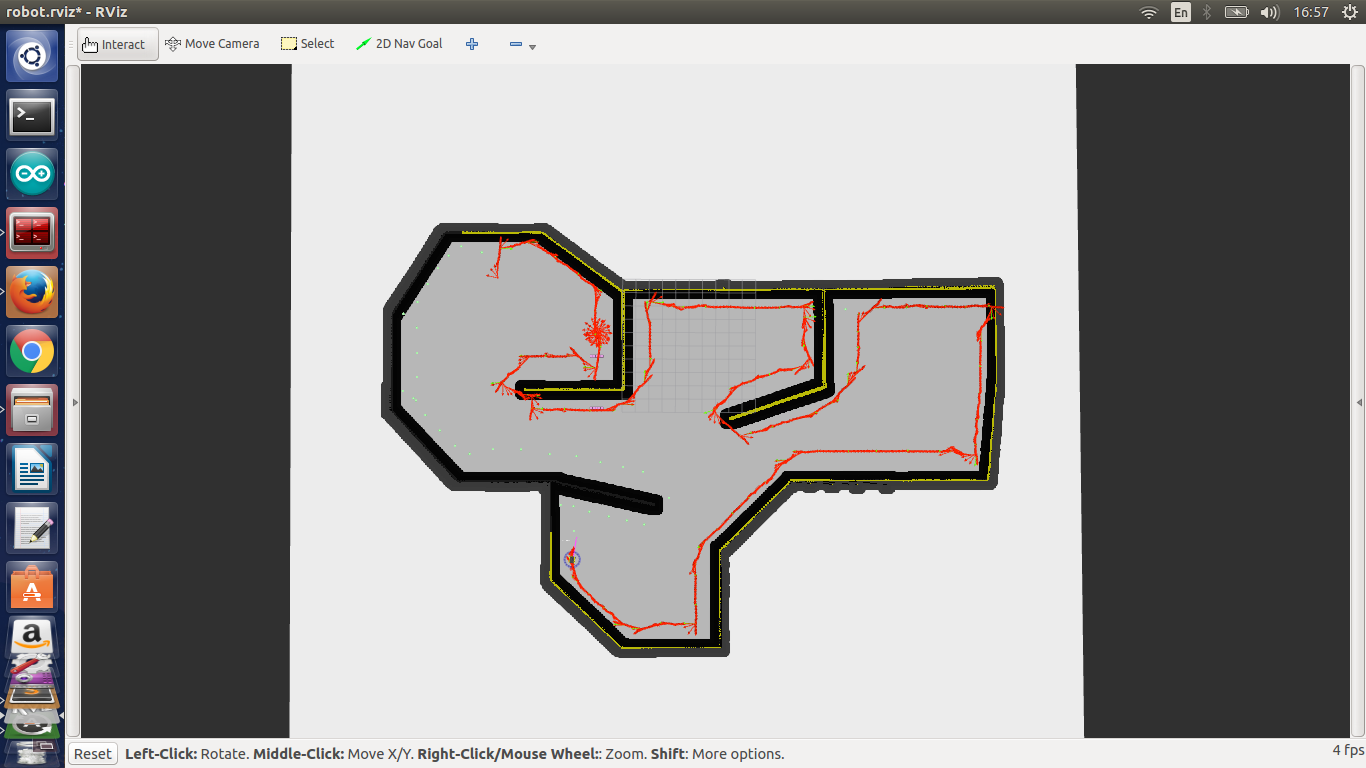 robot.rviz* - RViz
En
16:57
Interact
Move Camera
Select
2D Nav Goal
Reset
Left-Click: Rotate. Middle-Click: Move X/Y. Right-Click/Mouse Wheel:: Zoom. Shift: More options.
4 fps